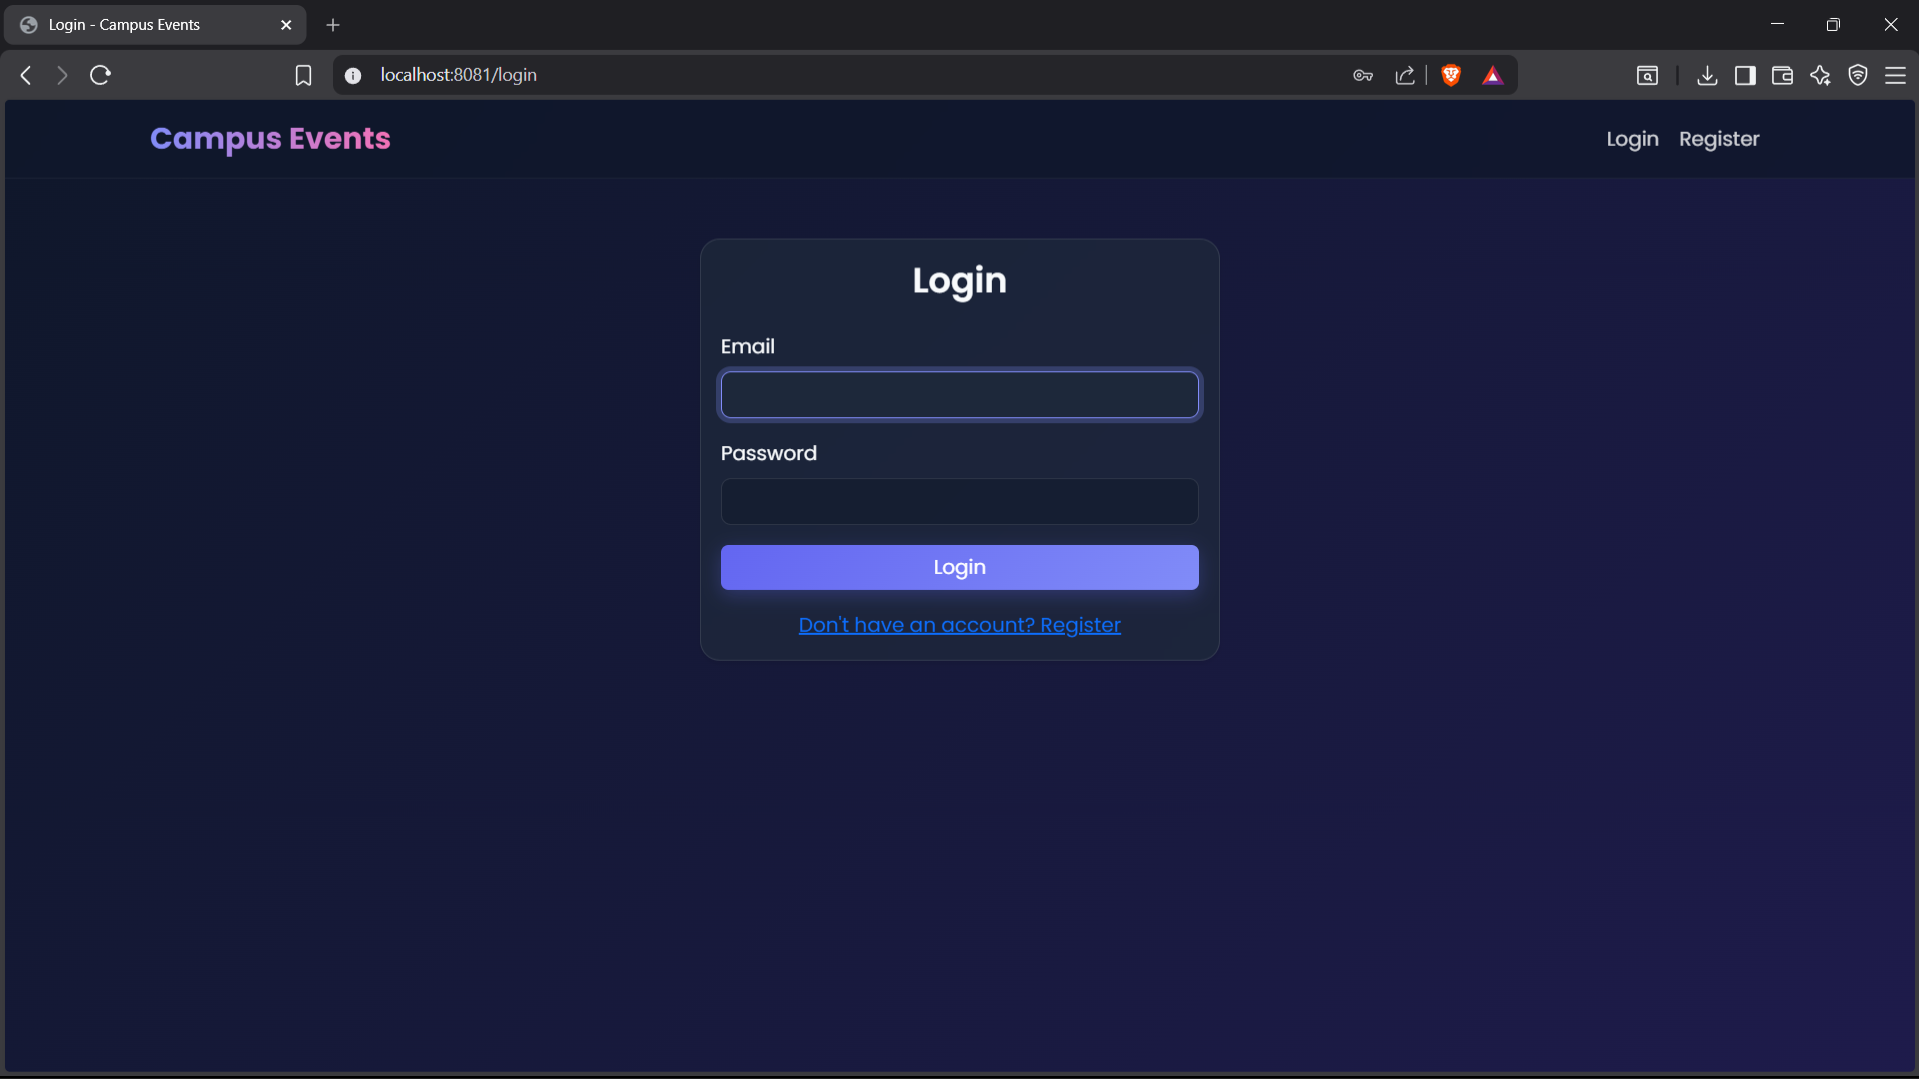 Login - Campus Events
localhost:8081/login
Campus Events
Login Register
Login
Email
Password
Login
Don't have an account? Register